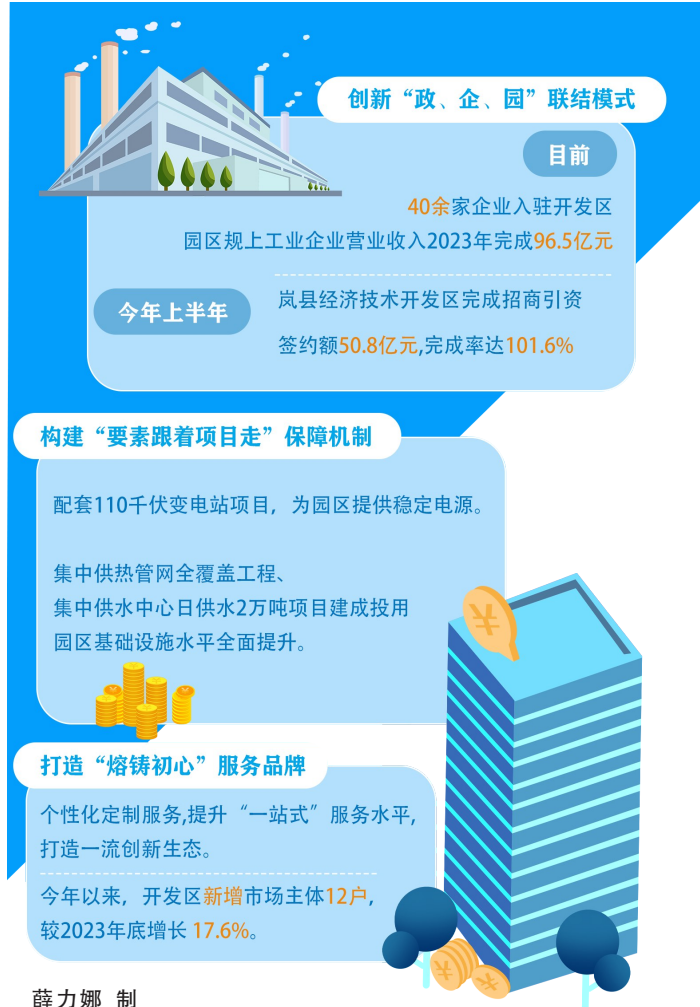 创新“政、企、园”联结模式
目前
40余家企业入驻开发区
园区规上工业企业营业收入2023年完成96.5亿元
今年上半年
岚县经济技术开发区完成招商引资
签约额50.8亿元,完成率达101.6%
构建“要素跟着项目走”保障机制
配套110千伏变电站项目，为园区提供稳定电源。
集中供热管网全覆盖工程、
集中供水中心日供水2万吨项目建成投用
园区基础设施水平全面提升。
打造“熔铸初心”服务品牌
个性化定制服务,提升“一站式”服务水平,
打造一流创新生态。
今年以来，开发区新增市场主体12户,
较2023年底增长 17.6%。
薛力娜 制